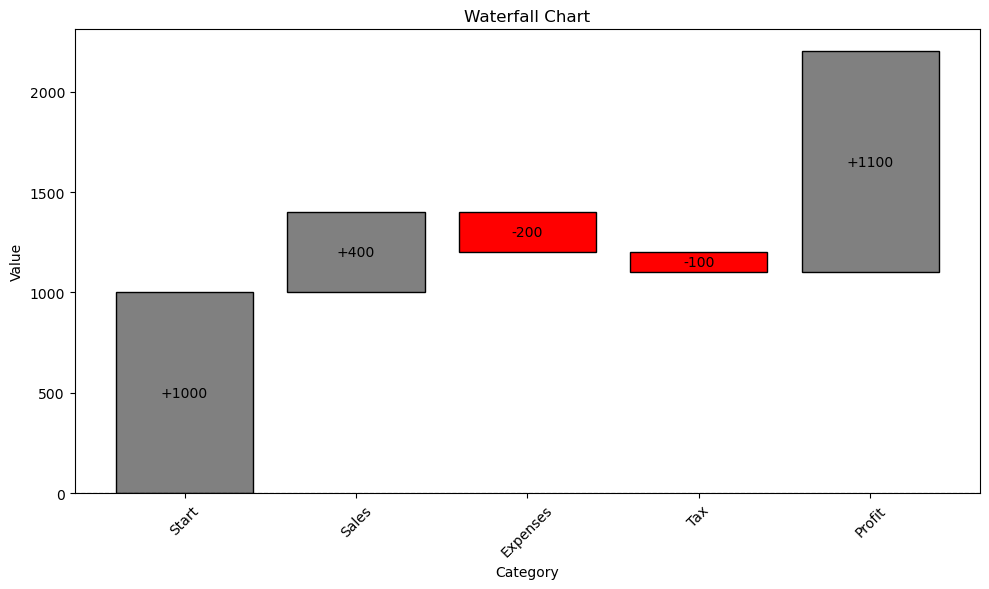 Waterfall Chart
Value
2000
1500
1000
500
0
+1000
+400
-200
-100
+1100
Start
Sales
Expenses
Tax
Profit
Category